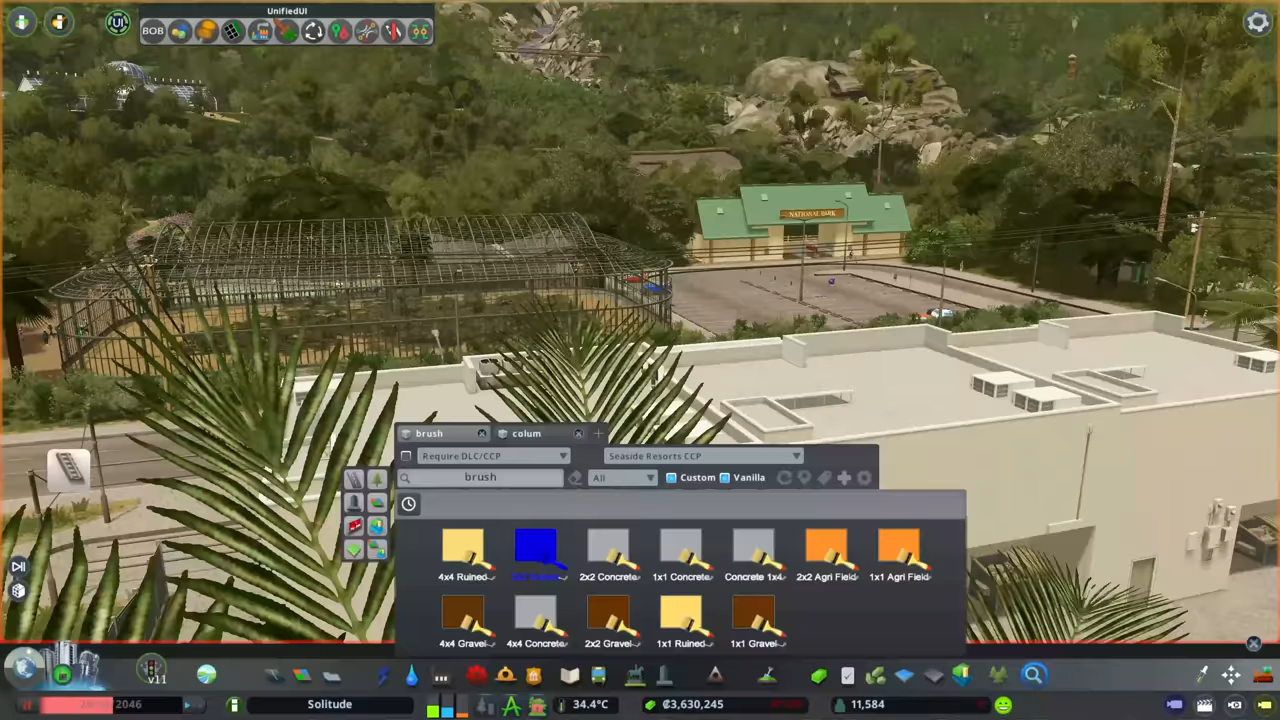 UnifiedUI
UI
BOB
NATIONAL PARK
brush
colum
Require DLC/CCP
Seaside Resorts CCP
brush
All
Custom
Vanilla
4x4 Ruined
2x2 Concrete
1x1 Concrete
Concrete 1x4
2x2 Agri Field
1x1 Agri Field
4x4 Gravel
4x4 Concrete
2x2 Gravel
1x1 Ruined
1x1 Gravel
v11
Solitude
34.4°C
₡3,630,245
11,584